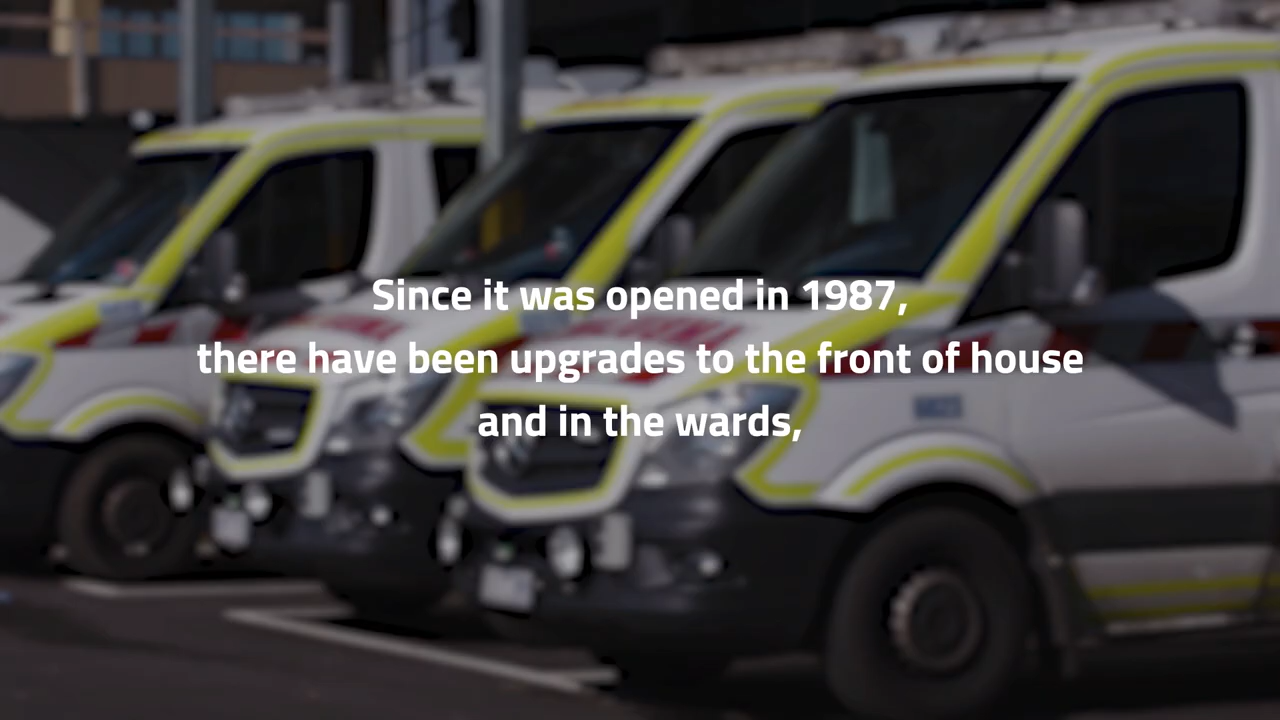 Since it was opened in 1987,
there have been upgrades to the front of house
and in the wards,